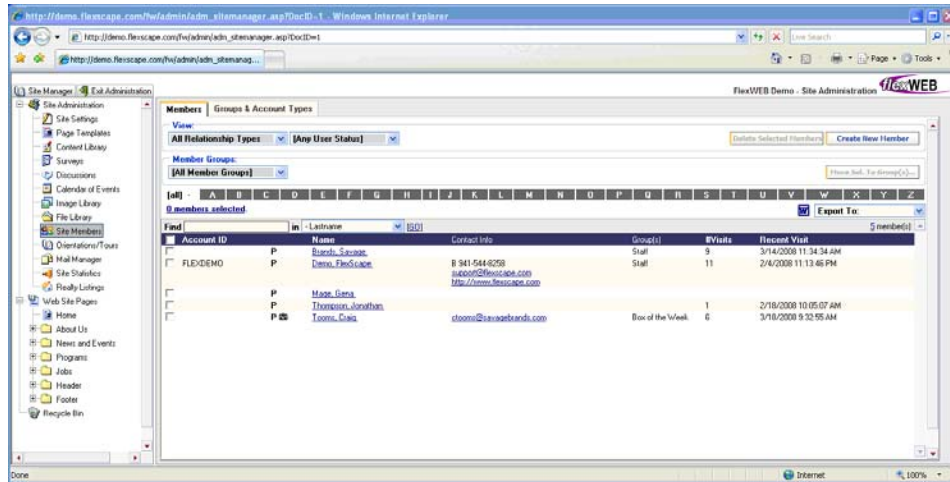 http://demo.flexscape.com/fw/admin/adm_sitemanager.asp?DocID=1 - Windows Internet Explorer
http://demo.flexscape.com/fw/admin/adm_sitemanager.asp?DocID=1
Live Search
http://demo.flexscape.com/fw/admin/adm_sitemanag...
Page
Tools
Site Manager
Exit Administration
FlexWEB Demo - Site Administration
flexWEB
Site Administration
Site Settings
Page Templates
Content Library
Surveys
Discussions
Calendar of Events
Image Library
File Library
Site Members
Orientations/Tours
Mail Manager
Site Statistics
Realty Listings
Web Site Pages
Home
About Us
News and Events
Programs
Jobs
Header
Footer
Recycle Bin
Members
Groups & Account Types
View:
All Relationship Types
[Any User Status]
Delete Selected Members
Create New Member
Member Groups:
[All Member Groups]
Move Sel. To Group(s)...
[all] - A B C D E F G H I J K L M N O P Q R S T U V W X Y Z
0 members selected.
Export To:
Find in - Lastname [GO]
5 member(s)
Account ID Name Contact Info Group(s) #Visits Recent Visit
P Brands, Savage Staff 9 3/14/2008 11:34:34 AM
FLEXDEMO P Demo, FlexScape B 941-544-8258 Staff 11 2/4/2008 11:13:46 PM
support@flexscape.com
http://www.flexscape.com
P Mage, Gena
P Thompson, Jonathan 1 2/18/2008 10:05:07 AM
P Tooms, Craig ctooms@savagebrands.com Box of the Week 6 3/18/2008 9:32:55 AM
Done
Internet
100%